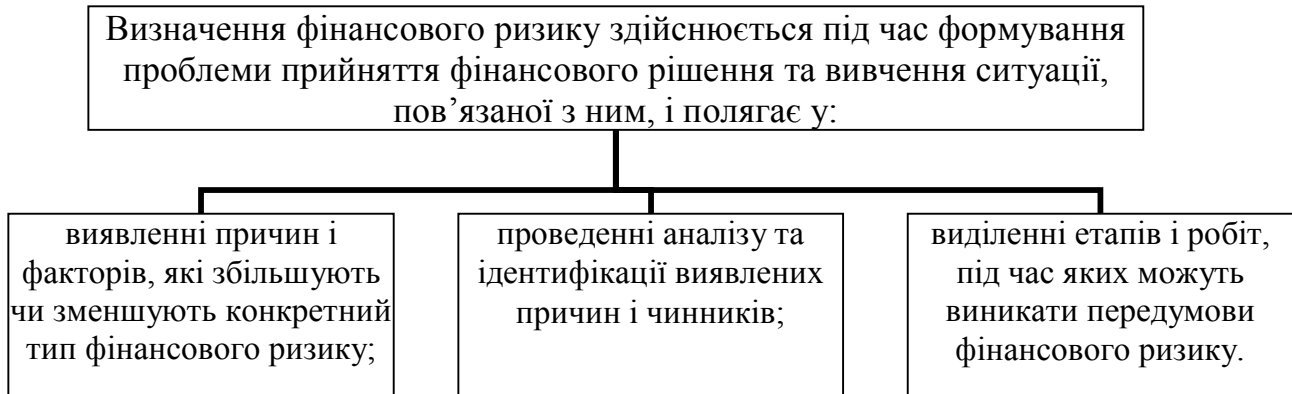 Визначення фінансового ризику здійснюється під час формування
проблеми прийняття фінансового рішення та вивчення ситуації,
пов’язаної з ним, і полягає у:
виявленні причин і
факторів, які збільшують
чи зменшують конкретний
тип фінансового ризику;
проведенні аналізу та
ідентифікації виявлених
причин і чинників;
виділенні етапів і робіт,
під час яких можуть
виникати передумови
фінансового ризику.